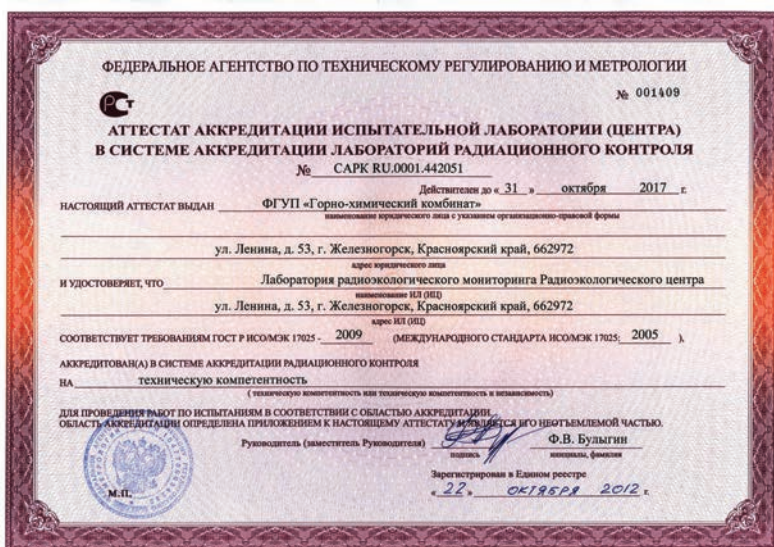 ФЕДЕРАЛЬНОЕ АГЕНТСТВО ПО ТЕХНИЧЕСКОМУ РЕГУЛИРОВАНИЮ И МЕТРОЛОГИИ
РСТ
№ 001409
АТТЕСТАТ АККРЕДИТАЦИИ ИСПЫТАТЕЛЬНОЙ ЛАБОРАТОРИИ (ЦЕНТРА)
В СИСТЕМЕ АККРЕДИТАЦИИ ЛАБОРАТОРИЙ РАДИАЦИОННОГО КОНТРОЛЯ
№ САРК RU.0001.442051
Действителен до « 31 » октября 2017 г.
НАСТОЯЩИЙ АТТЕСТАТ ВЫДАН ФГУП «Горно-химический комбинат»
наименование юридического лица с указанием организационно-правовой формы
ул. Ленина, д. 53, г. Железногорск, Красноярский край, 662972
адрес юридического лица
И УДОСТОВЕРЯЕТ, ЧТО Лаборатория радиоэкологического мониторинга Радиоэкологического центра
наименование ИЛ (ИЦ)
ул. Ленина, д. 53, г. Железногорск, Красноярский край, 662972
адрес ИЛ (ИЦ)
СООТВЕТСТВУЕТ ТРЕБОВАНИЯМ ГОСТ Р ИСО/МЭК 17025 - 2009 (МЕЖДУНАРОДНОГО СТАНДАРТА ИСО/МЭК 17025: 2005 ).
АККРЕДИТОВАН(А) В СИСТЕМЕ АККРЕДИТАЦИИ РАДИАЦИОННОГО КОНТРОЛЯ
НА техническую компетентность
( техническую компетентность или техническую компетентность и независимость)
ДЛЯ ПРОВЕДЕНИЯ РАБОТ ПО ИСПЫТАНИЯМ В СООТВЕТСТВИИ С ОБЛАСТЬЮ АККРЕДИТАЦИИ.
ОБЛАСТЬ АККРЕДИТАЦИИ ОПРЕДЕЛЕНА ПРИЛОЖЕНИЕМ К НАСТОЯЩЕМУ АТТЕСТАТУ И ЯВЛЯЕТСЯ ЕГО НЕОТЪЕМЛЕМОЙ ЧАСТЬЮ.
Руководитель (заместитель Руководителя) Ф.В. Булыгин
подпись инициалы, фамилия
М.П.
Зарегистрирован в Едином реестре
« 22 » ОКТЯБРЯ 2012 г.